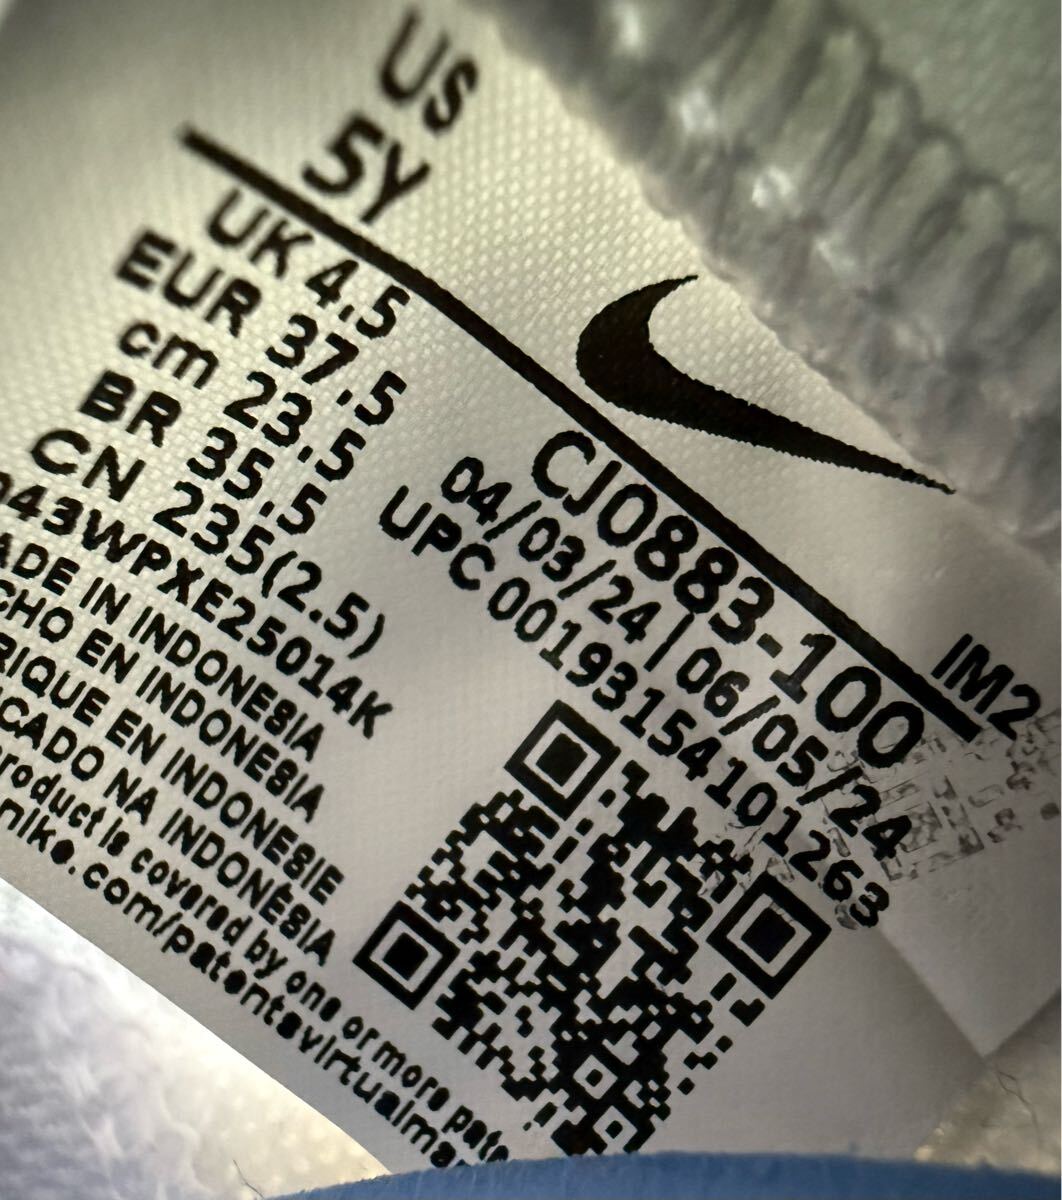 US
5Y
UK 4.5
EUR 37.5
cm 23.5
BR 35.5
CN 235(2.5)
43WPXE25014K
ADE IN INDONESIA
CHO EN INDONESIA
RIQUE EN INDONESIE
CADO NA INDONÉSIA
product is covered by one or more pate
nike.com/patentsvirtualma
CJ0883-100
04/03/24 | 06/05/24
UPC 00193154101263
IM2